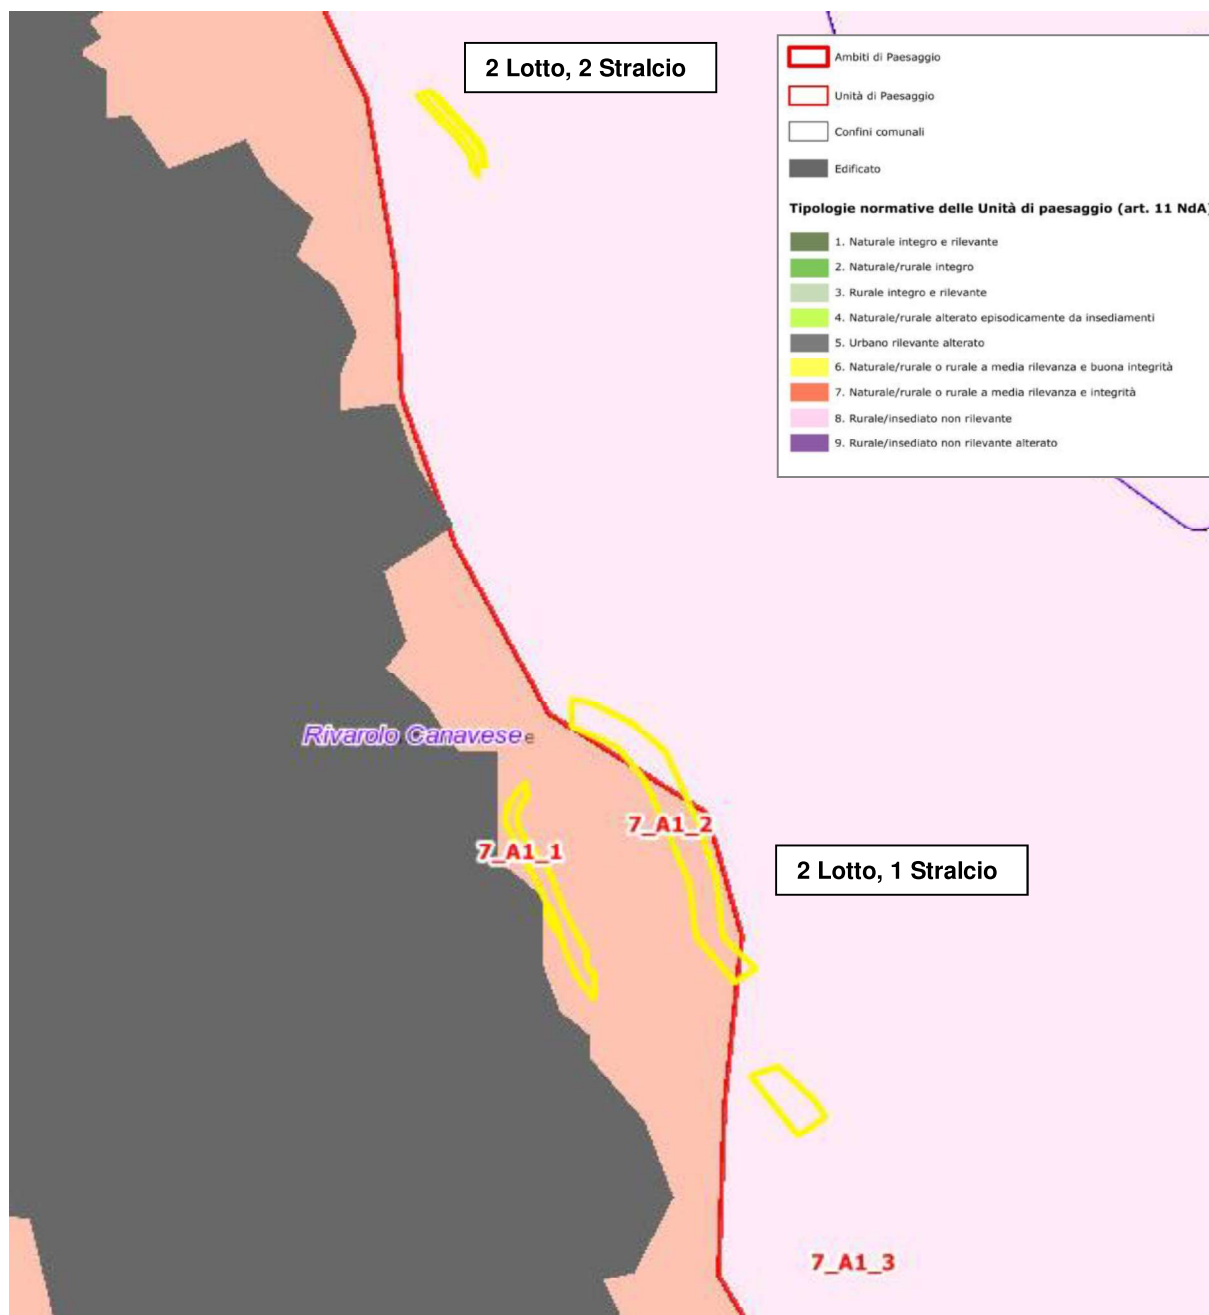 2 Lotto, 2 Stralcio
Ambiti di Paesaggio
Unità di Paesaggio
Confini comunali
Edificato
Tipologie normative delle Unità di paesaggio (art. 11 NdA)
1. Naturale integro e rilevante
2. Naturale/rurale integro
3. Rurale integro e rilevante
4. Naturale/rurale alterato episodicamente da insediamenti
5. Urbano rilevante alterato
6. Naturale/rurale o rurale a media rilevanza e buona integrità
7. Naturale/rurale o rurale a media rilevanza e integrità
8. Rurale/insediato non rilevante
9. Rurale/insediato non rilevante alterato
Rivarolo Canavese e
7_A1_2
7_A1_1
2 Lotto, 1 Stralcio
7_A1_3